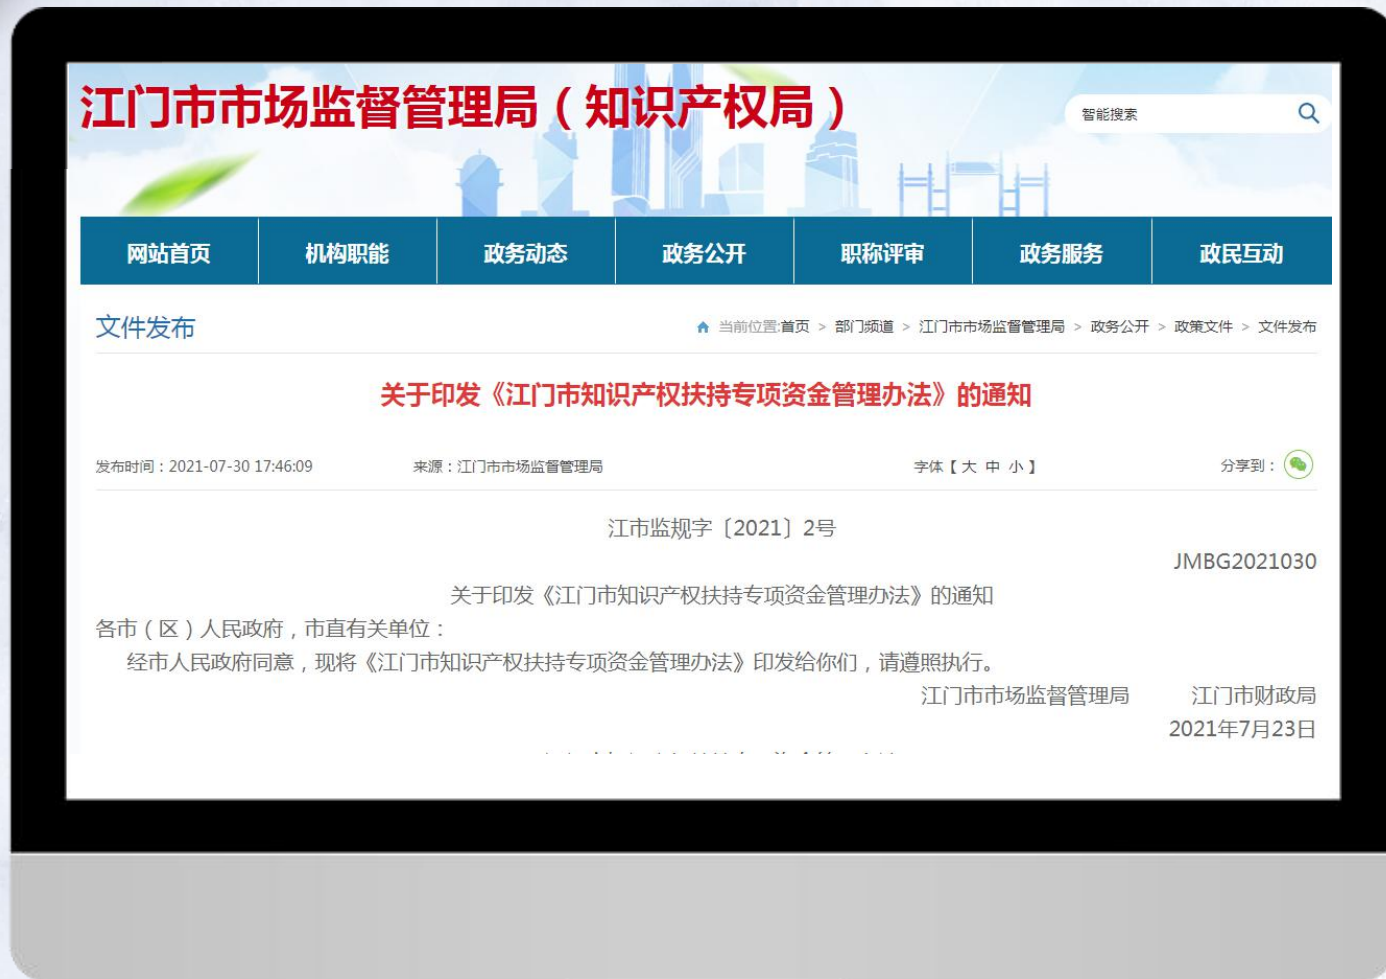 江门市市场监督管理局（知识产权局）
智能搜索
网站首页 机构职能 政务动态 政务公开 职称评审 政务服务 政民互动
文件发布 当前位置:首页 > 部门频道 > 江门市市场监督管理局 > 政务公开 > 政策文件 > 文件发布
关于印发《江门市知识产权扶持专项资金管理办法》的通知
发布时间：2021-07-30 17:46:09 来源：江门市市场监督管理局 字体【大 中 小】 分享到：
江市监规字〔2021〕2号
JMBG2021030
关于印发《江门市知识产权扶持专项资金管理办法》的通知
各市（区）人民政府，市直有关单位：
经市人民政府同意，现将《江门市知识产权扶持专项资金管理办法》印发给你们，请遵照执行。
江门市市场监督管理局 江门市财政局
2021年7月23日